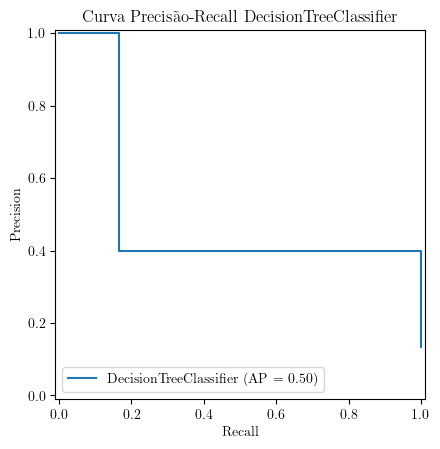 Curva Precisão-Recall DecisionTreeClassifier
1.0
0.8
0.6
0.4
0.2
0.0
Precision
DecisionTreeClassifier (AP = 0.50)
0.0 0.2 0.4 0.6 0.8 1.0
Recall